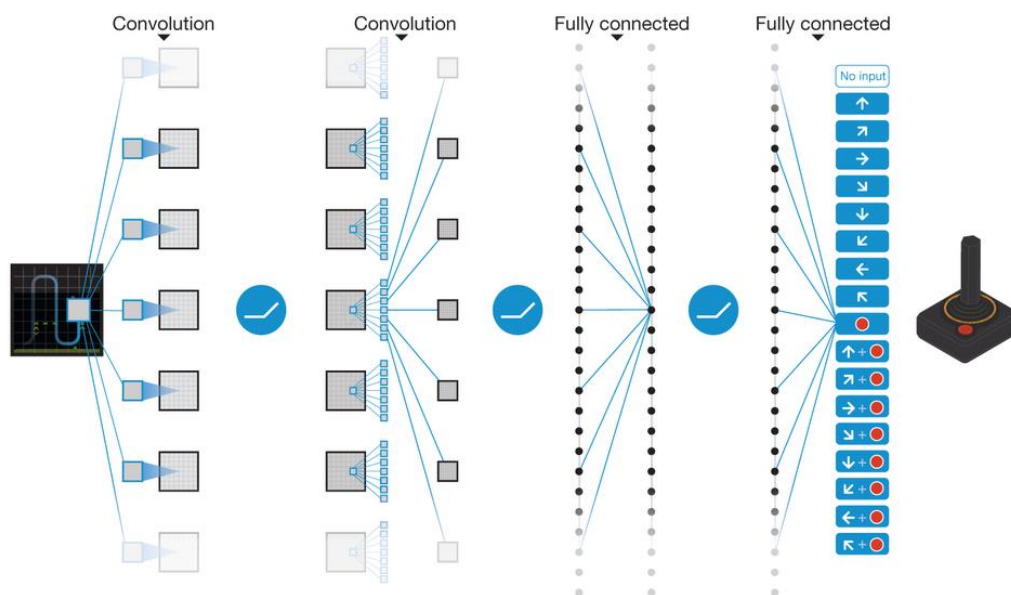 Convolution
Convolution
Fully connected
Fully connected
No input
+
+
+
+
+
+
+
+